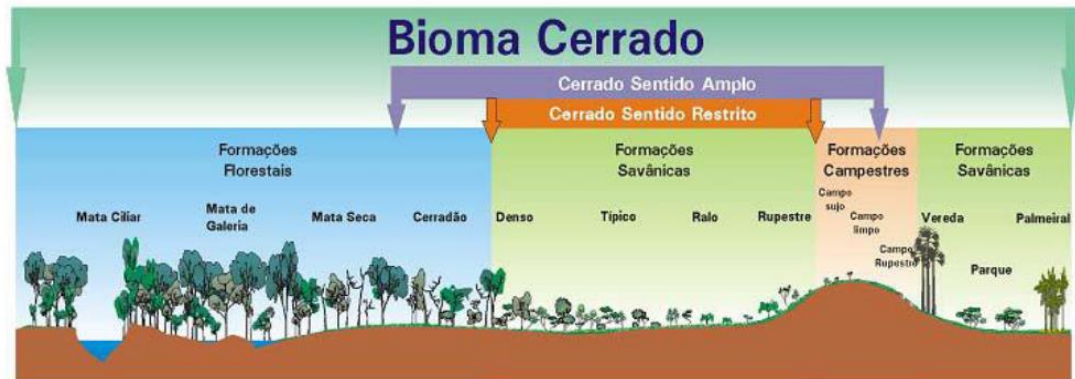 Bioma Cerrado
Cerrado Sentido Amplo
Cerrado Sentido Restrito
Formações
Florestais
Formações
Savânicas
Formações
Campestres
Formações
Savânicas
Mata Ciliar
Mata de
Galeria
Mata Seca
Cerradão
Denso
Típico
Ralo
Rupestre
Campo
sujo
Campo
limpo
Campo
Rupestre
Vereda
Parque
Palmeiral